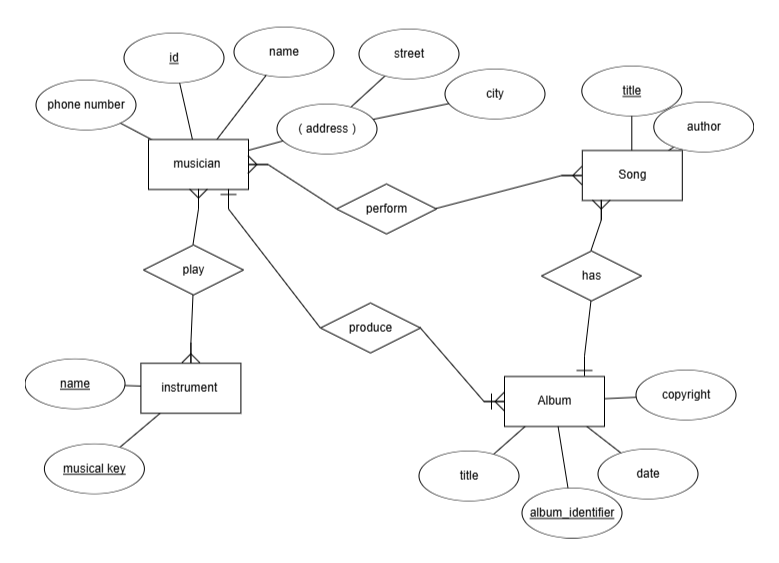 id
name
street
city
phone number
( address )
title
author
musician
Song
perform
play
has
produce
name
instrument
Album
copyright
musical key
title
date
album_identifier